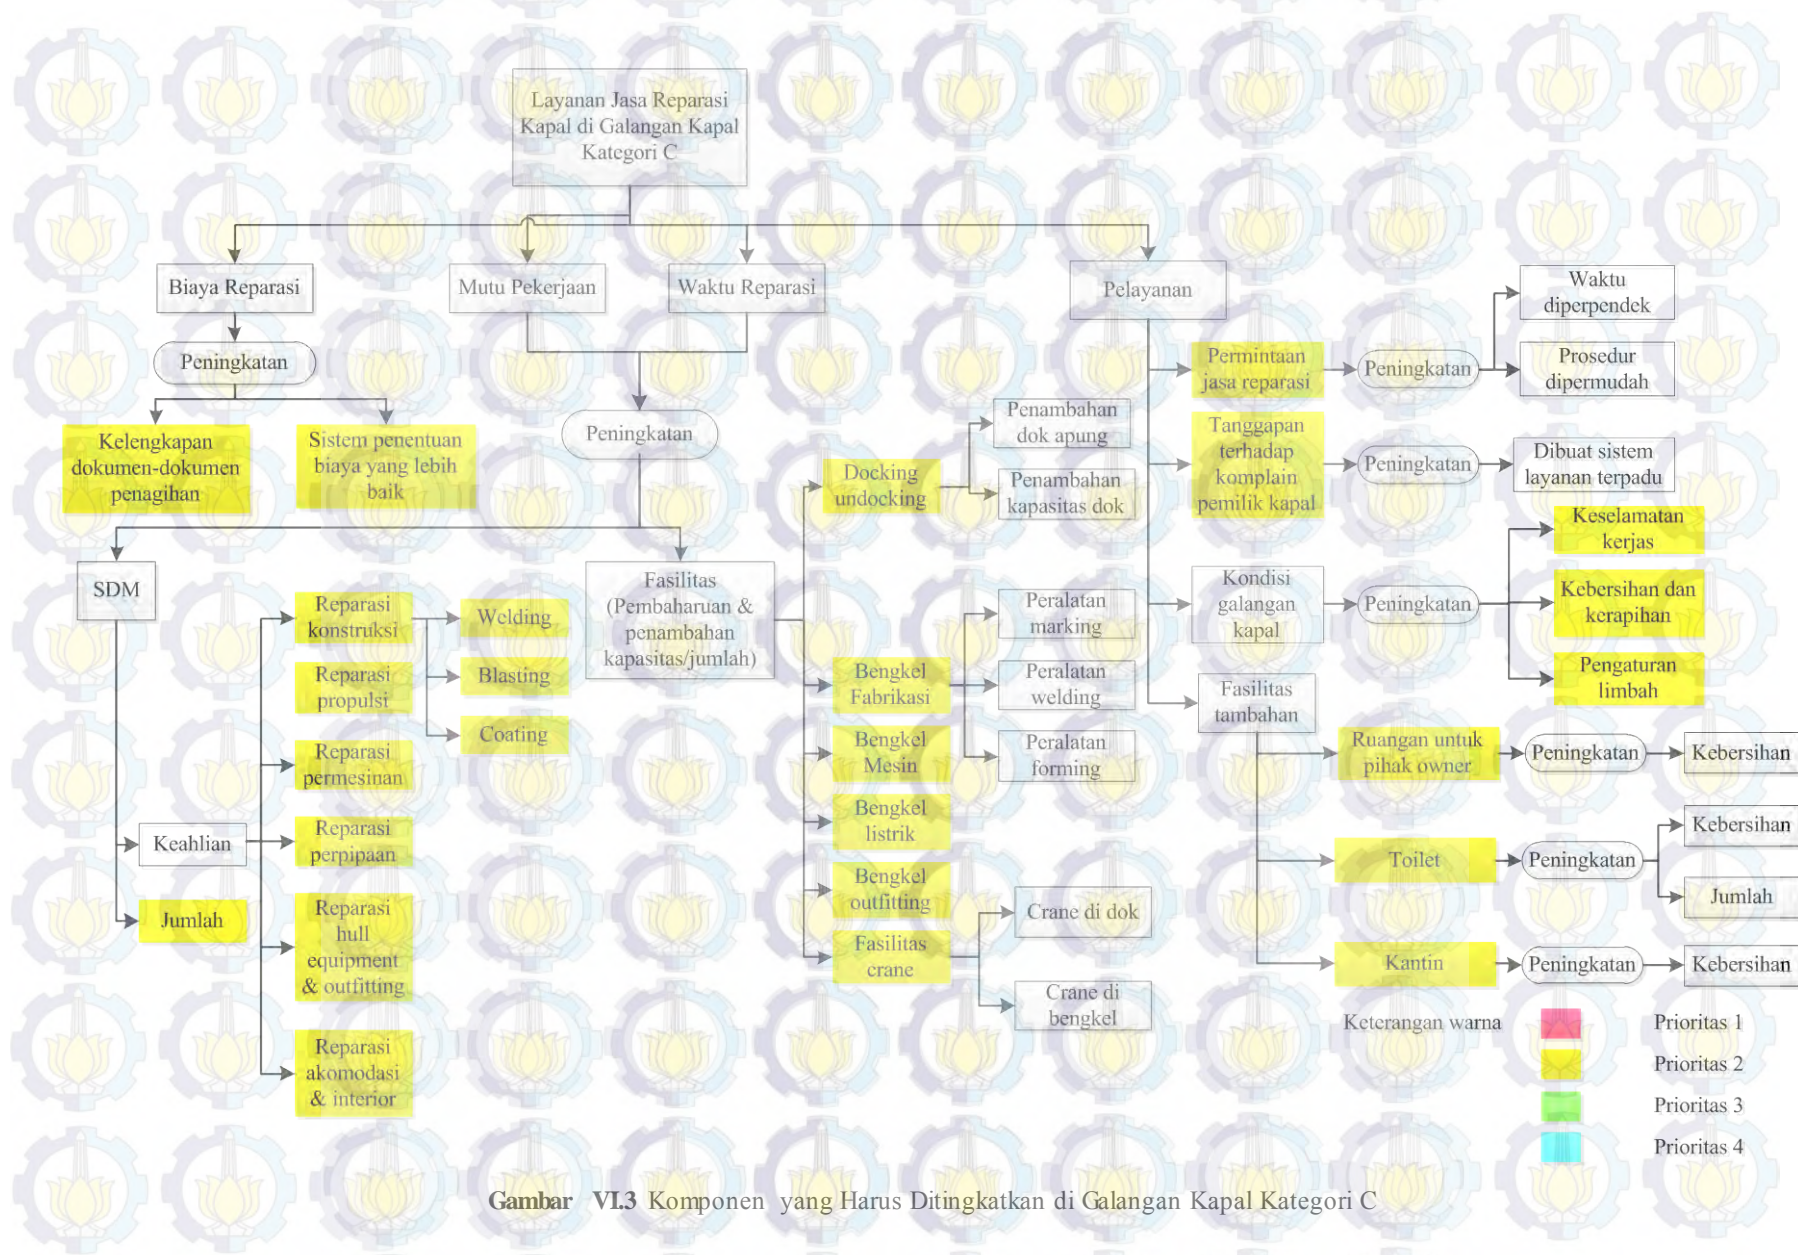 Layanan Jasa Reparasi
Kapal di Galangan Kapal
Kategori C
Biaya Reparasi
Mutu Pekerjaan
Waktu Reparasi
Pelayanan
Peningkatan
Kelengkapan
dokumen-dokumen
penagihan
Sistem penentuan
biaya yang lebih
baik
Peningkatan
SDM
Keahlian
Jumlah
Reparasi
konstruksi
Reparasi
propulsi
Reparasi
permesinan
Reparasi
perpipaan
Reparasi
hull
equipment
& outfitting
Reparasi
akomodasi
& interior
Welding
Blasting
Coating
Fasilitas
(Pembaharuan &
penambahan
kapasitas/jumlah)
Docking
undocking
Penambahan
dok apung
Penambahan
kapasitas dok
Bengkel
Fabrikasi
Peralatan
marking
Peralatan
welding
Peralatan
forming
Bengkel
Mesin
Bengkel
listrik
Bengkel
outfitting
Fasilitas
crane
Crane di dok
Crane di
bengkel
Permintaan
jasa reparasi
Peningkatan
Waktu
diperpendek
Prosedur
dipermudah
Tanggapan
terhadap
komplain
pemilik kapal
Peningkatan
Dibuat sistem
layanan terpadu
Kondisi
galangan
kapal
Peningkatan
Keselamatan
kerjas
Kebersihan dan
kerapihan
Pengaturan
limbah
Fasilitas
tambahan
Ruangan untuk
pihak owner
Peningkatan
Kebersihan
Toilet
Peningkatan
Kebersihan
Jumlah
Kantin
Peningkatan
Kebersihan
Keterangan warna
Prioritas 1
Prioritas 2
Prioritas 3
Prioritas 4
Gambar VI.3 Komponen yang Harus Ditingkatkan di Galangan Kapal Kategori C